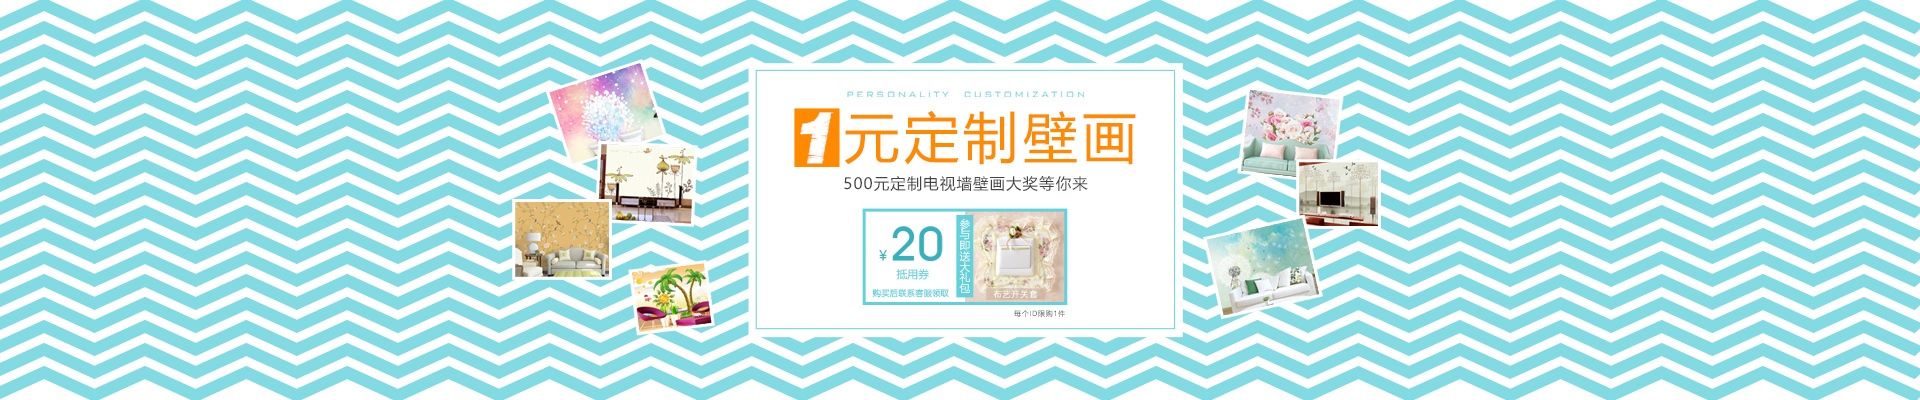 PERSONALITY CUSTOMIZATION
1元定制壁画
500元定制电视墙壁画大奖等你来
¥20
抵用券
购买后联系客服领取
参与即送大礼包
布艺开关套
每个ID限购1件